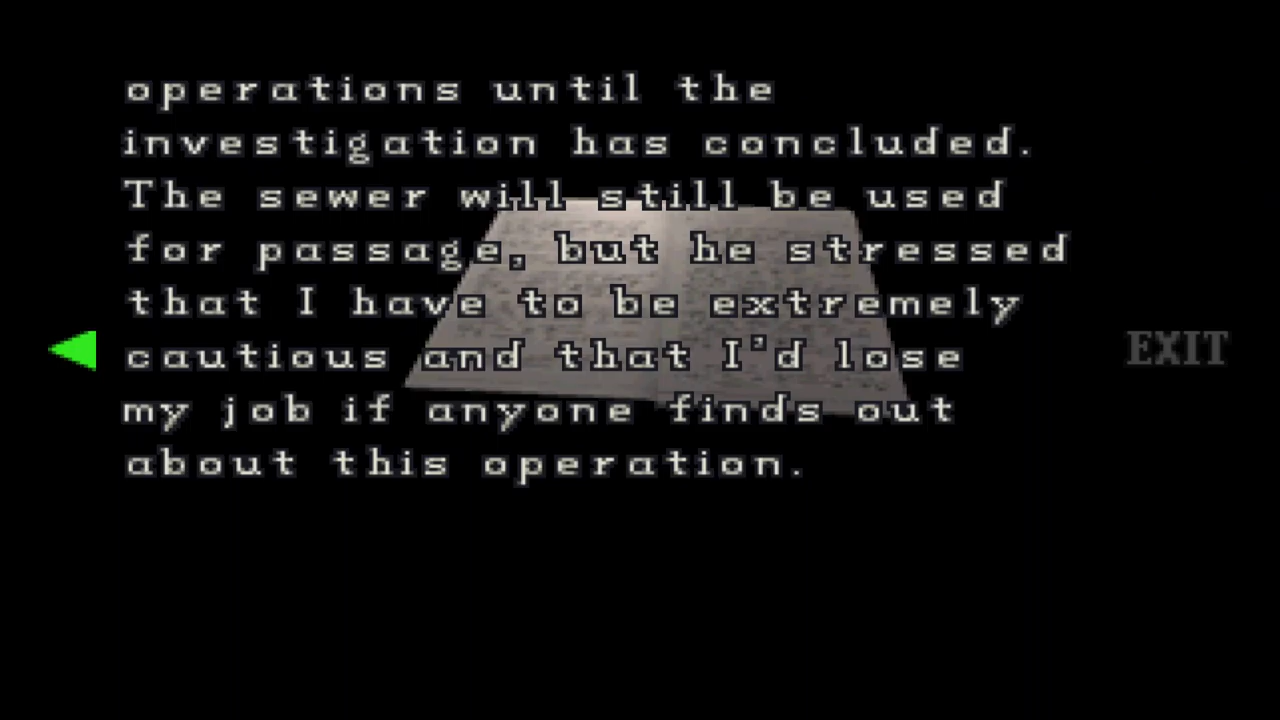 operations until the
investigation has concluded.
The sewer will still be used
for passage, but he stressed
that I have to be extremely
cautious and that I'd lose
my job if anyone finds out
about this operation.
EXIT